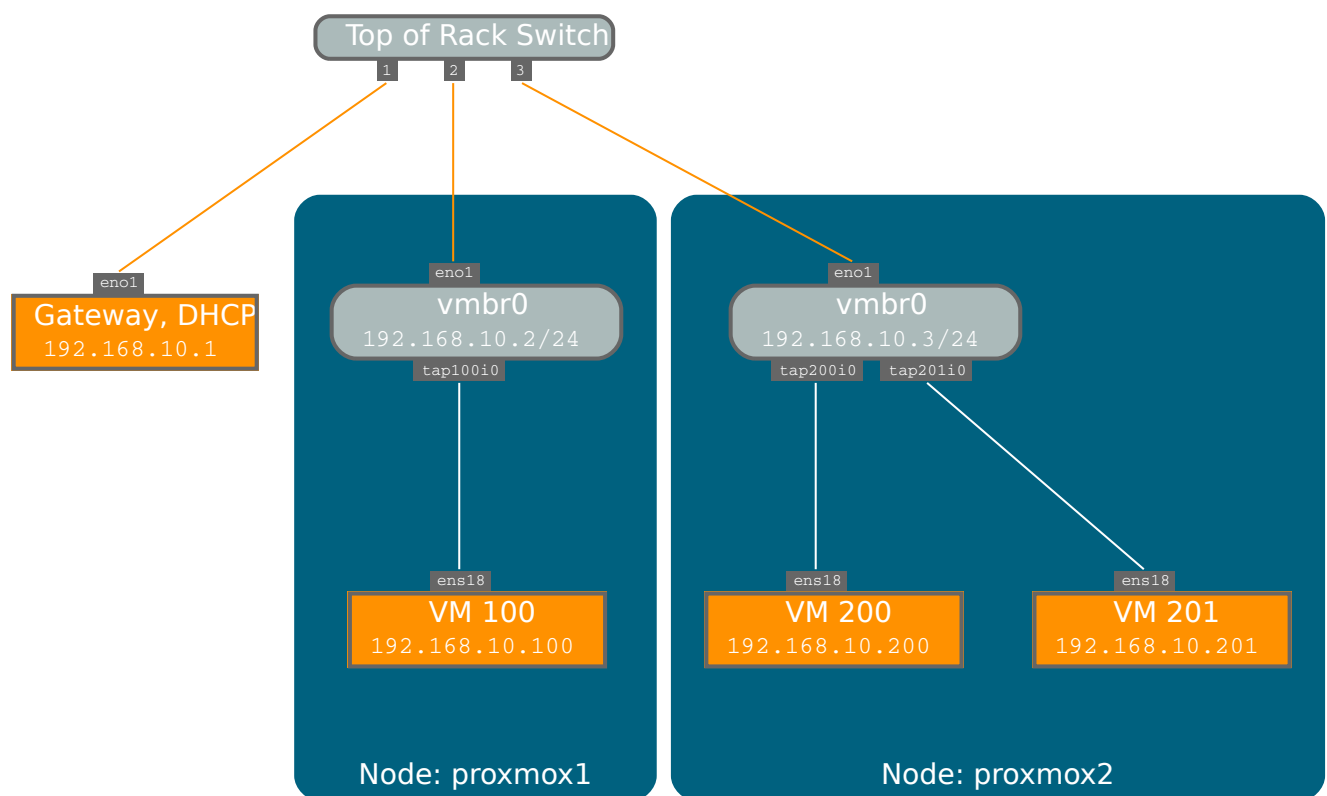 Top of Rack Switch
1
2
3
eno1
Gateway, DHCP
192.168.10.1
eno1
vmbr0
192.168.10.2/24
tap100i0
ens18
VM 100
192.168.10.100
Node: proxmox1
eno1
vmbr0
192.168.10.3/24
tap200i0
tap201i0
ens18
VM 200
192.168.10.200
ens18
VM 201
192.168.10.201
Node: proxmox2